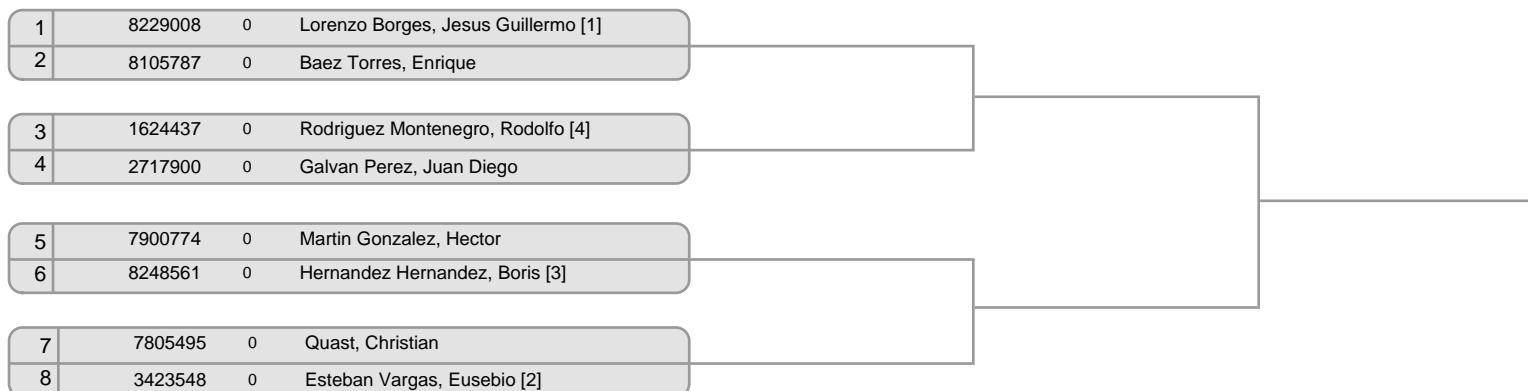 1 8229008 0 Lorenzo Borges, Jesus Guillermo [1]
2 8105787 0 Baez Torres, Enrique
3 1624437 0 Rodriguez Montenegro, Rodolfo [4]
4 2717900 0 Galvan Perez, Juan Diego
5 7900774 0 Martin Gonzalez, Hector
6 8248561 0 Hernandez Hernandez, Boris [3]
7 7805495 0 Quast, Christian
8 3423548 0 Esteban Vargas, Eusebio [2]